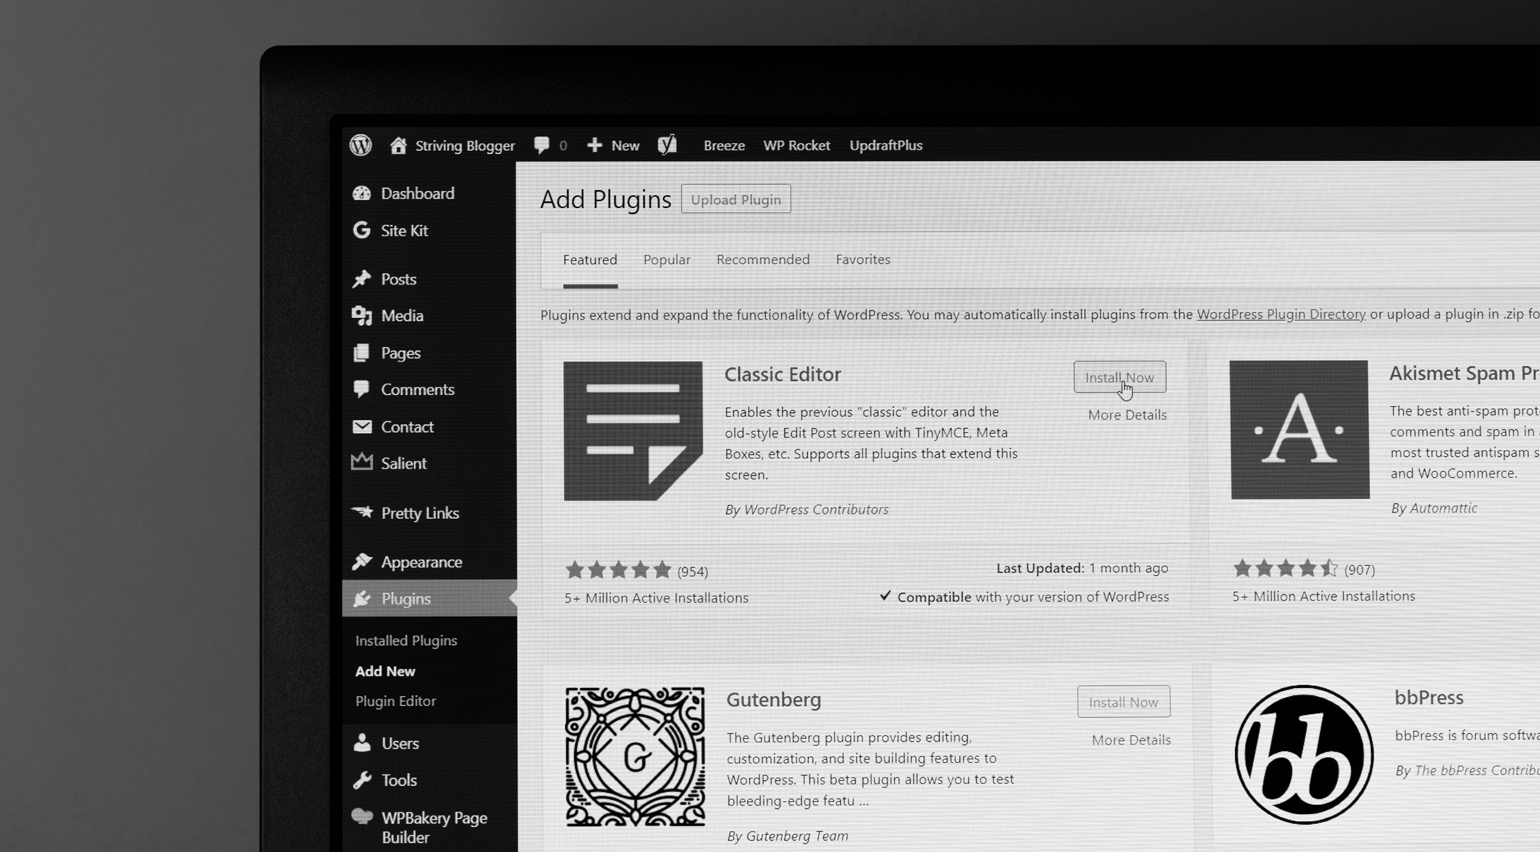 Striving Blogger 0 New Breeze WP Rocket UpdraftPlus
Dashboard
Site Kit
Posts
Media
Pages
Comments
Contact
Salient
Pretty Links
Appearance
Plugins
Installed Plugins
Add New
Plugin Editor
Users
Tools
WPBakery Page
Builder
Add Plugins Upload Plugin
Featured Popular Recommended Favorites
Plugins extend and expand the functionality of WordPress. You may automatically install plugins from the WordPress Plugin Directory or upload a plugin in .zip fo
Classic Editor
Install Now
More Details
Enables the previous "classic" editor and the
old-style Edit Post screen with TinyMCE, Meta
Boxes, etc. Supports all plugins that extend this
screen.
By WordPress Contributors
(954)
5+ Million Active Installations
Last Updated: 1 month ago
Compatible with your version of WordPress
A
Akismet Spam Pr
The best anti-spam prot
comments and spam in
most trusted antispam s
and WooCommerce.
By Automattic
(907)
5+ Million Active Installations
G
Gutenberg
Install Now
More Details
The Gutenberg plugin provides editing,
customization, and site building features to
WordPress. This beta plugin allows you to test
bleeding-edge featu ...
By Gutenberg Team
bb
bbPress
bbPress is forum softwa
By The bbPress Contribu